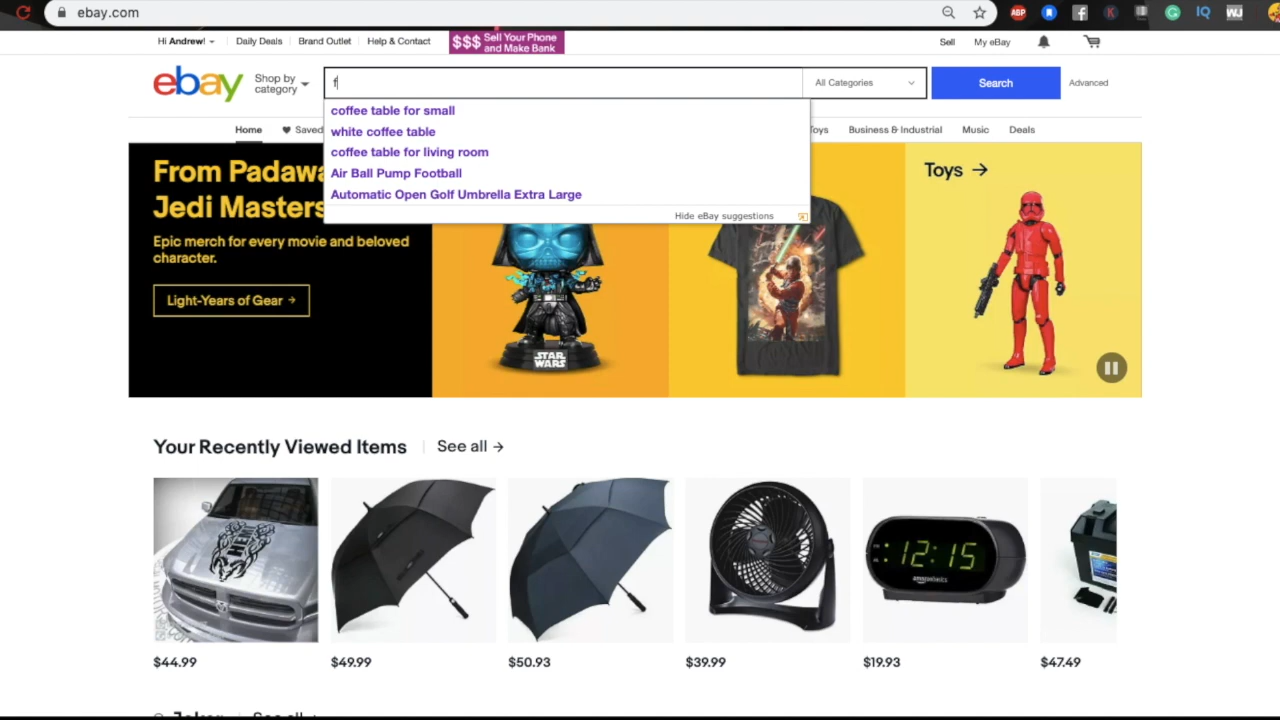 ebay.com
ABP
K
IQ
Hi Andrew!
Daily Deals
Brand Outlet
Help & Contact
$$$ Sell Your Phone
and Make Bank
Sell
My eBay
ebay
Shop by
category
f
All Categories
Search
Advanced
coffee table for small
white coffee table
coffee table for living room
Air Ball Pump Football
Automatic Open Golf Umbrella Extra Large
Hide eBay suggestions
Home
Saved
Toys
Business & Industrial
Music
Deals
From Padawa
Jedi Masters
Epic merch for every movie and beloved
character.
Light-Years of Gear →
STAR
WARS
Toys →
Your Recently Viewed Items
See all →
12:15
amazonbasics
$44.99
$49.99
$50.93
$39.99
$19.93
$47.49
See all